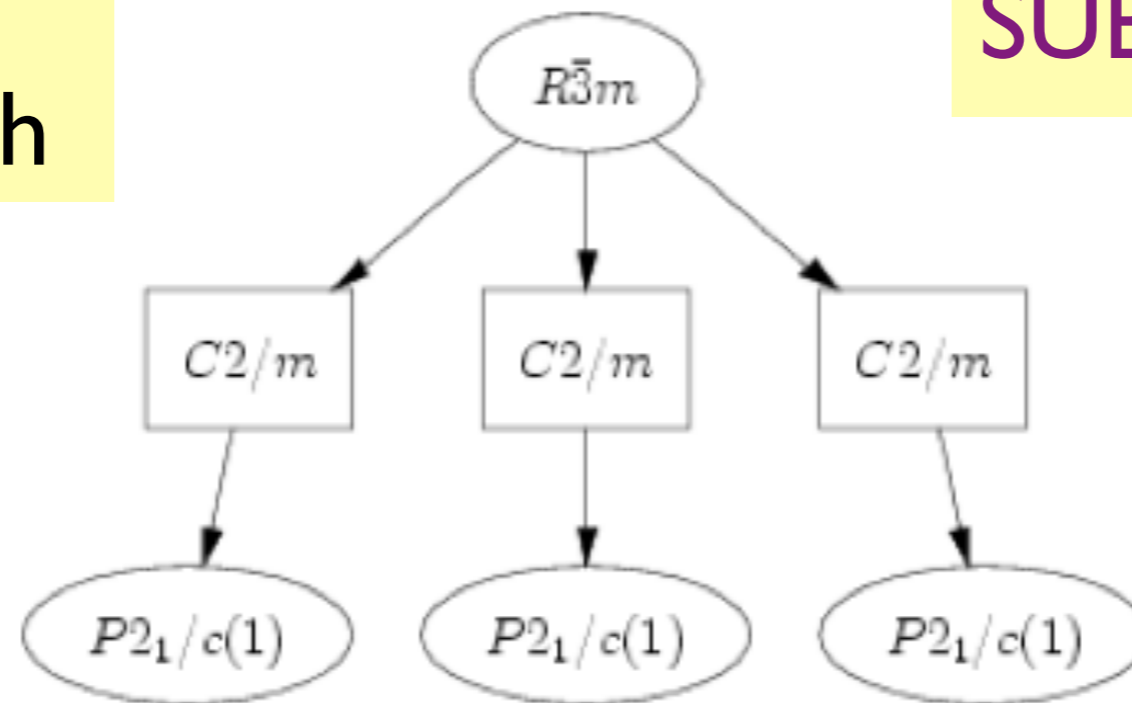 h
R3̄m
C2/m C2/m C2/m
P2₁/c(1) P2₁/c(1) P2₁/c(1)